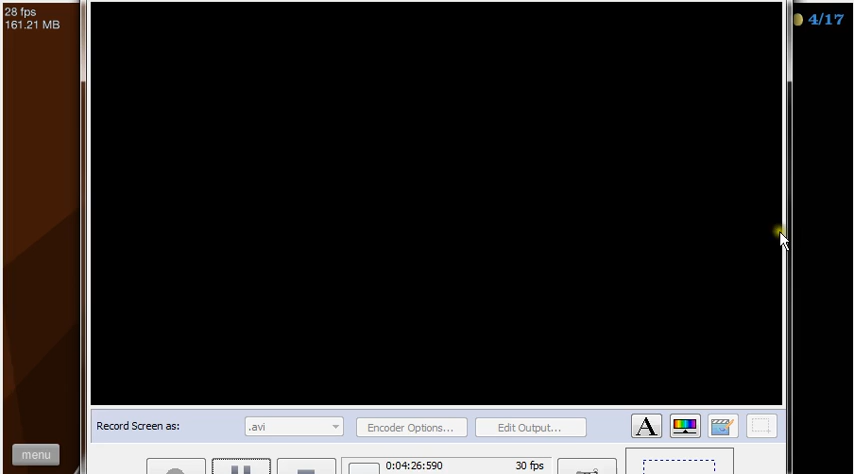 28 fps
161.21 MB
4/17
Record Screen as:
.avi
Encoder Options...
Edit Output...
A
menu
0:04:26:590
30 fps